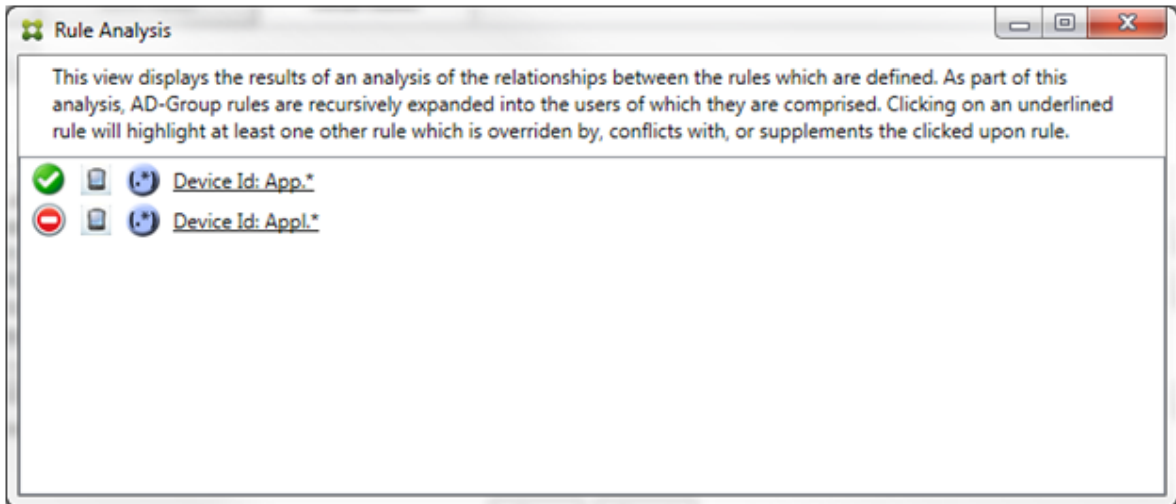 Rule Analysis
This view displays the results of an analysis of the relationships between the rules which are defined. As part of this
analysis, AD-Group rules are recursively expanded into the users of which they are comprised. Clicking on an underlined
rule will highlight at least one other rule which is overriden by, conflicts with, or supplements the clicked upon rule.
(.*) Device Id: App.*
(.*) Device Id: Appl.*